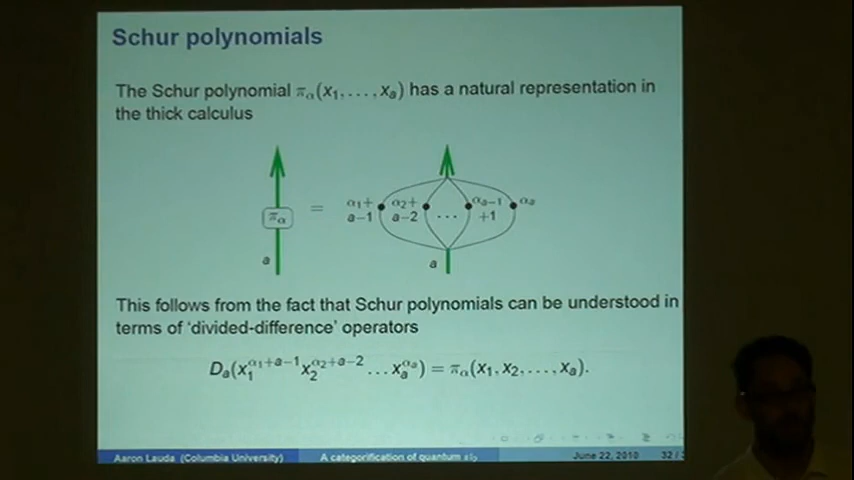 Schur polynomials
The Schur polynomial π_α(x_1, . . . , x_a) has a natural representation in
the thick calculus
π_α a = α_1+ a−1 α_2+ a−2 · · · α_{a−1} +1 α_a a
This follows from the fact that Schur polynomials can be understood in
terms of 'divided-difference' operators
D_a(x_1^{α_1+a−1} x_2^{α_2+a−2} . . . x_a^{α_a}) = π_α(x_1, x_2, . . . , x_a).
Aaron Lauda (Columbia University) A categorification of quantum sl_2 June 22, 2010 32 /